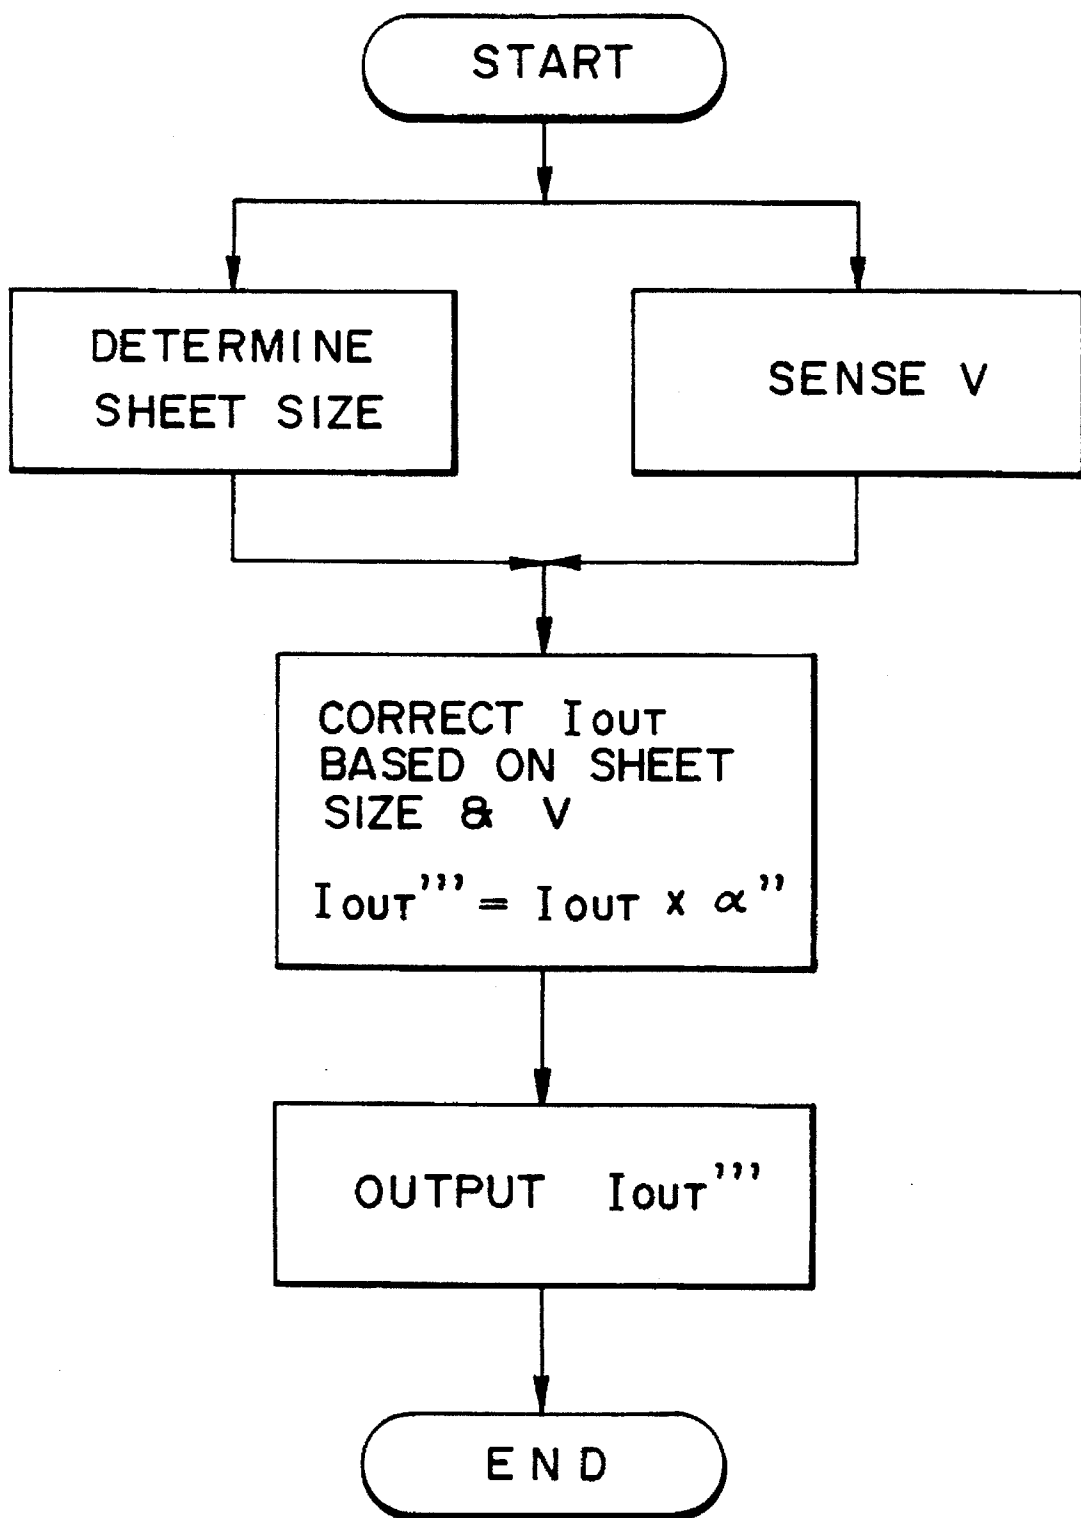 START
DETERMINE
SHEET SIZE
SENSE V
CORRECT IOUT
BASED ON SHEET
SIZE & V
IOUT''' = IOUT x α''
OUTPUT IOUT'''
END